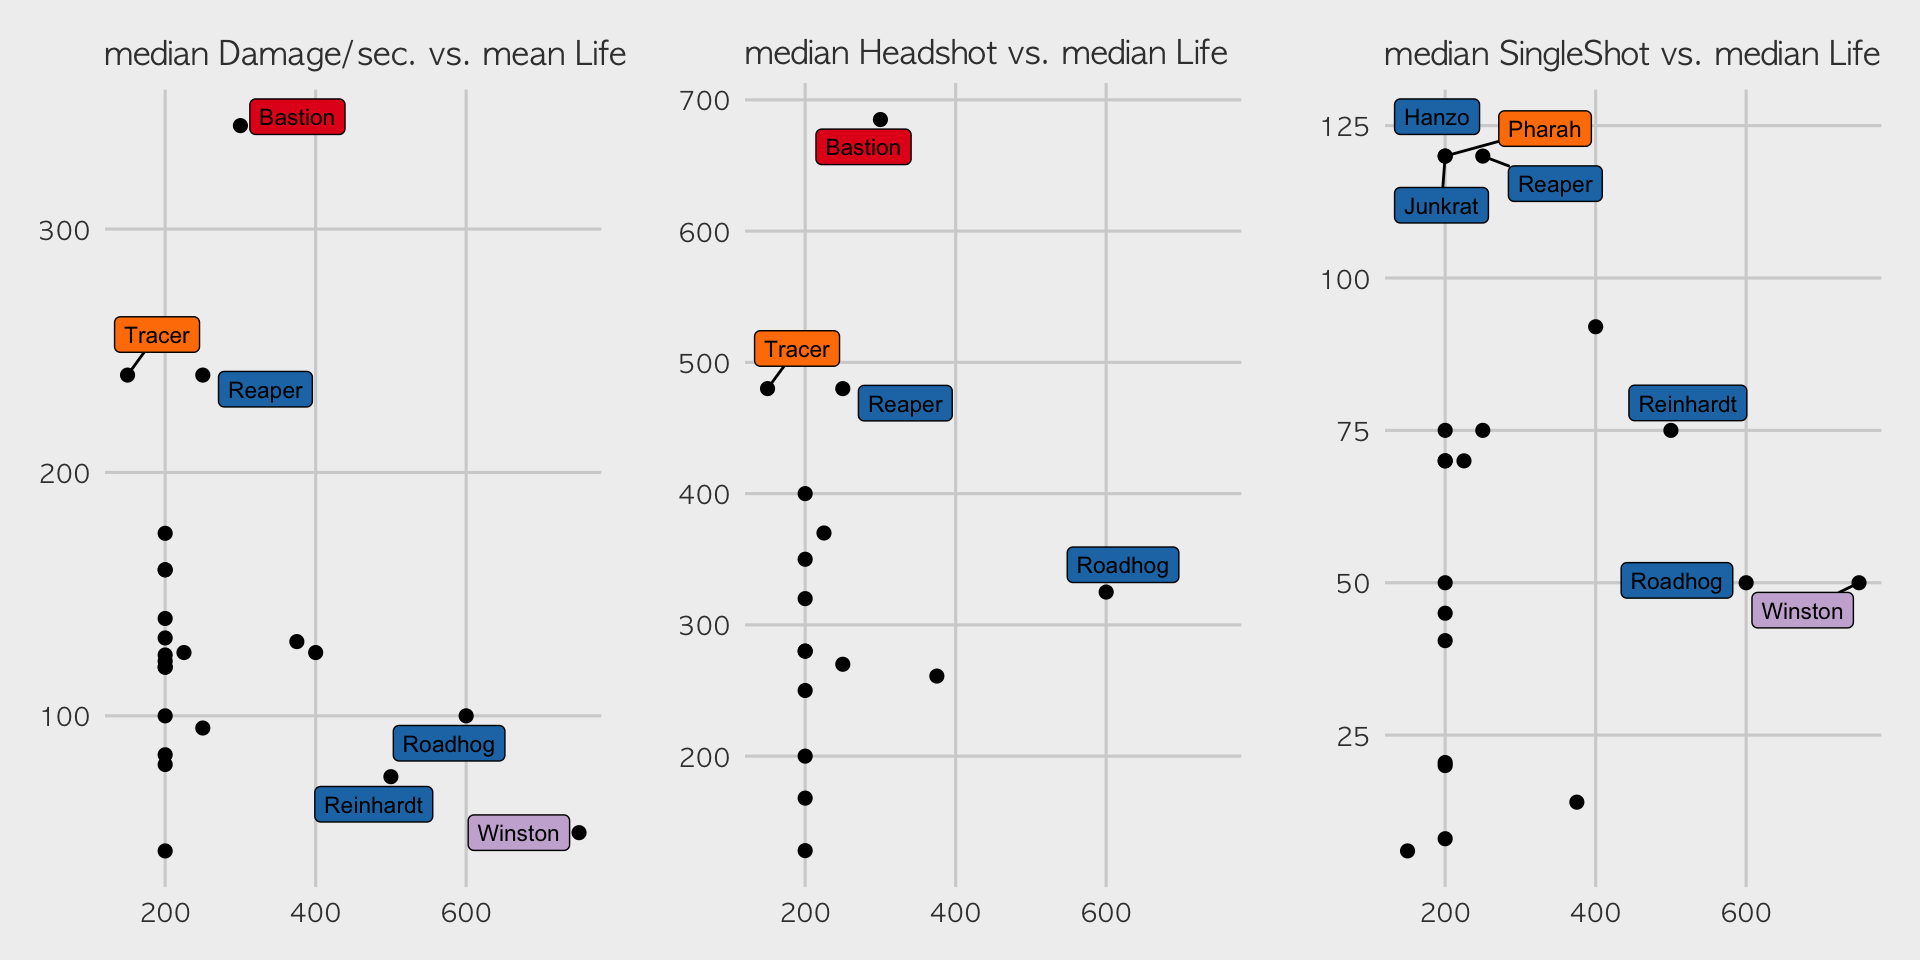 median Damage/sec. vs. mean Life
Bastion
300
Tracer
Reaper
200
100
Roadhog
Reinhardt
Winston
200 400 600
median Headshot vs. median Life
700
Bastion
600
Tracer
500
Reaper
400
Roadhog
300
200
200 400 600
median SingleShot vs. median Life
Hanzo
125
Pharah
Reaper
Junkrat
100
Reinhardt
75
Roadhog
50
Winston
25
200 400 600